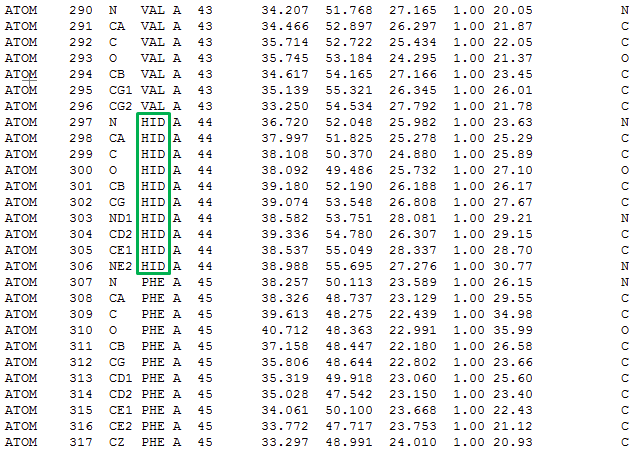 ATOM 290 N VAL A 43 34.207 51.768 27.165 1.00 20.05 N
ATOM 291 CA VAL A 43 34.466 52.897 26.297 1.00 21.87 C
ATOM 292 C VAL A 43 35.714 52.722 25.434 1.00 22.05 C
ATOM 293 O VAL A 43 35.745 53.184 24.295 1.00 21.37 O
ATOM 294 CB VAL A 43 34.617 54.165 27.166 1.00 23.45 C
ATOM 295 CG1 VAL A 43 35.139 55.321 26.345 1.00 26.01 C
ATOM 296 CG2 VAL A 43 33.250 54.534 27.792 1.00 21.78 C
ATOM 297 N HID A 44 36.720 52.048 25.982 1.00 23.63 N
ATOM 298 CA HID A 44 37.997 51.825 25.278 1.00 25.29 C
ATOM 299 C HID A 44 38.108 50.370 24.880 1.00 25.89 C
ATOM 300 O HID A 44 38.092 49.486 25.732 1.00 27.10 O
ATOM 301 CB HID A 44 39.180 52.190 26.188 1.00 26.17 C
ATOM 302 CG HID A 44 39.074 53.548 26.808 1.00 27.67 C
ATOM 303 ND1 HID A 44 38.582 53.751 28.081 1.00 29.21 N
ATOM 304 CD2 HID A 44 39.336 54.780 26.307 1.00 29.15 C
ATOM 305 CE1 HID A 44 38.537 55.049 28.337 1.00 28.70 C
ATOM 306 NE2 HID A 44 38.988 55.695 27.276 1.00 30.77 N
ATOM 307 N PHE A 45 38.257 50.113 23.589 1.00 26.15 N
ATOM 308 CA PHE A 45 38.326 48.737 23.129 1.00 29.55 C
ATOM 309 C PHE A 45 39.613 48.275 22.439 1.00 34.98 C
ATOM 310 O PHE A 45 40.712 48.363 22.991 1.00 35.99 O
ATOM 311 CB PHE A 45 37.158 48.447 22.180 1.00 26.58 C
ATOM 312 CG PHE A 45 35.806 48.644 22.802 1.00 23.66 C
ATOM 313 CD1 PHE A 45 35.319 49.918 23.060 1.00 25.60 C
ATOM 314 CD2 PHE A 45 35.028 47.542 23.150 1.00 23.40 C
ATOM 315 CE1 PHE A 45 34.061 50.100 23.668 1.00 22.43 C
ATOM 316 CE2 PHE A 45 33.772 47.717 23.753 1.00 21.12 C
ATOM 317 CZ PHE A 45 33.297 48.991 24.010 1.00 20.93 C